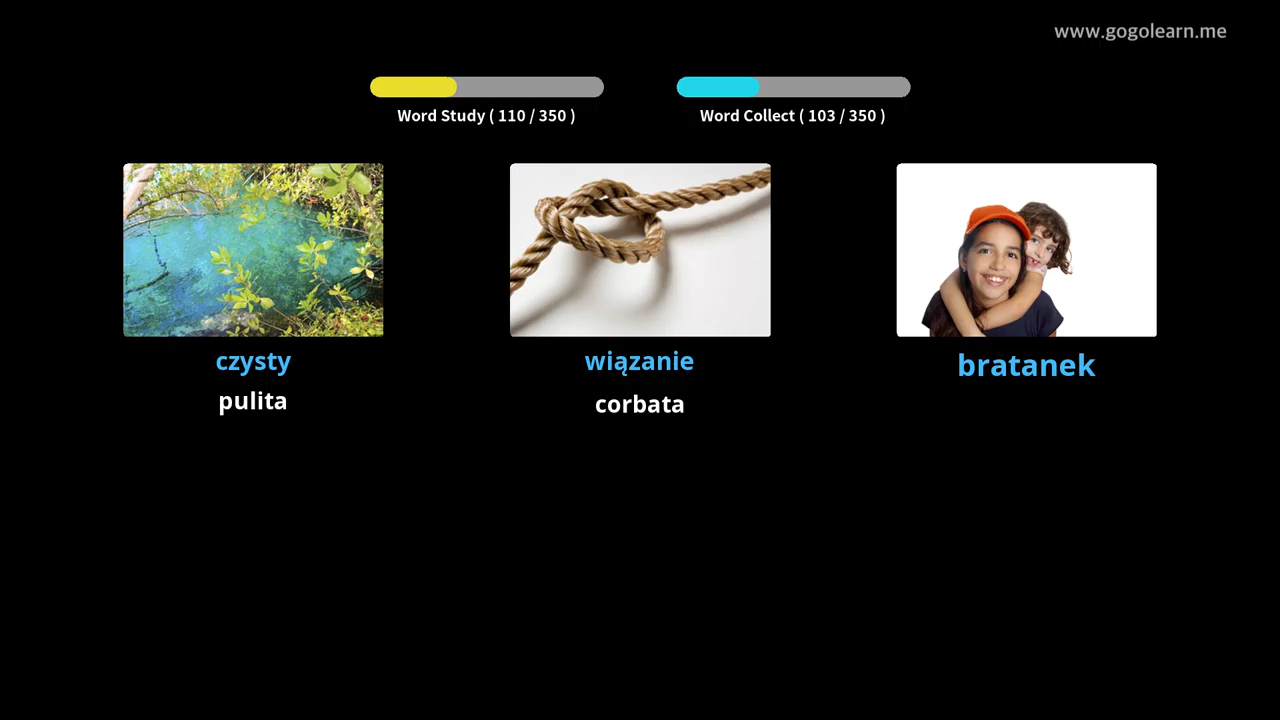 www.gogolearn.me
Word Study ( 110 / 350 )
Word Collect ( 103 / 350 )
czysty
wiązanie
bratanek
pulita
corbata